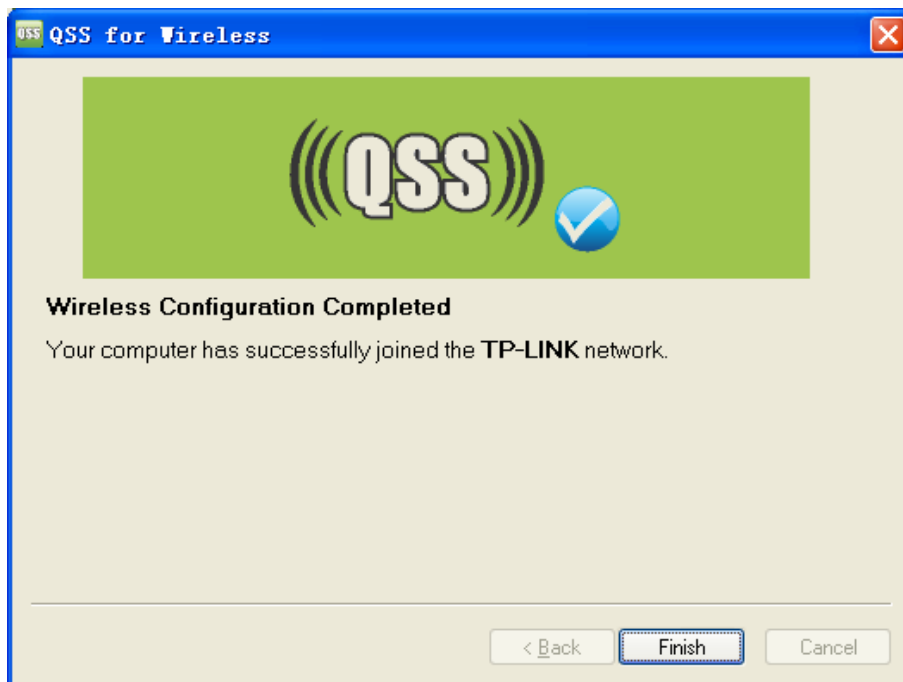 QSS QSS for Wireless
(((QSS)))
Wireless Configuration Completed
Your computer has successfully joined the TP-LINK network.
< Back Finish Cancel